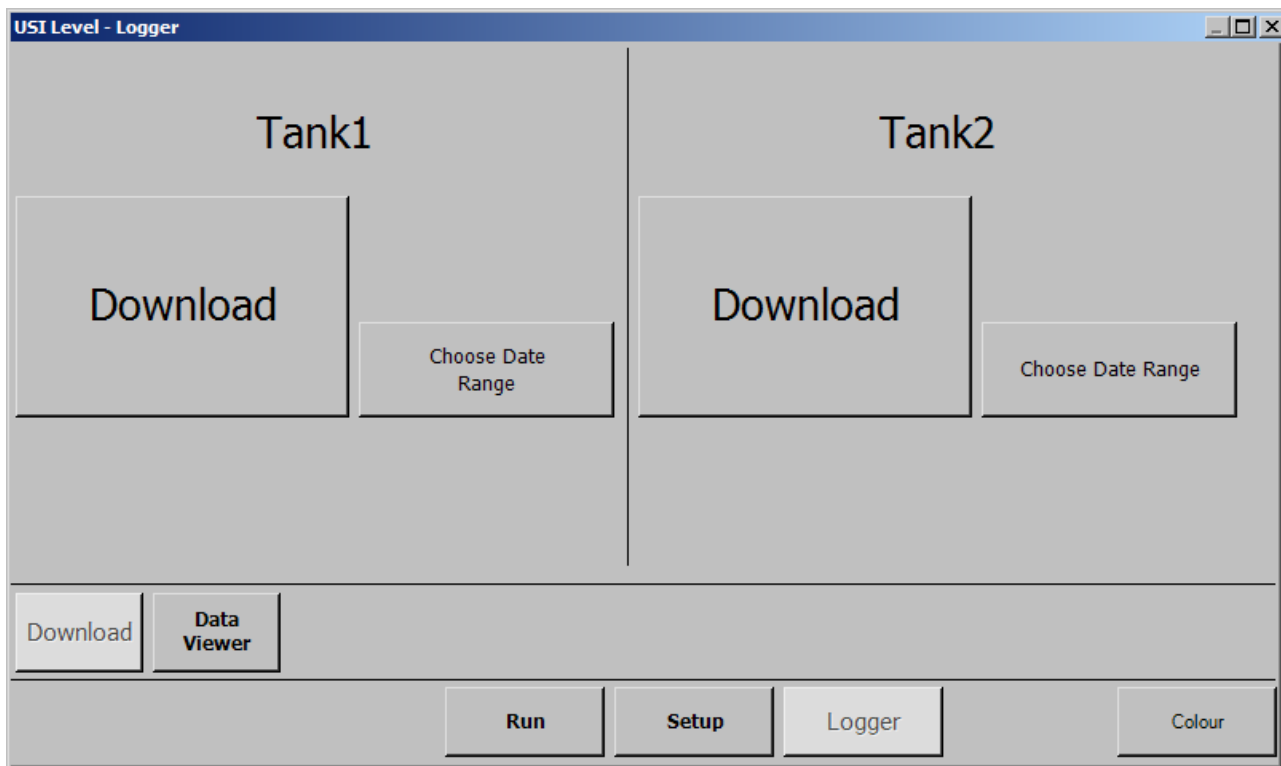 USI Level - Logger
Tank1
Download
Choose Date
Range
Tank2
Download
Choose Date Range
Download
Data
Viewer
Run
Setup
Logger
Colour